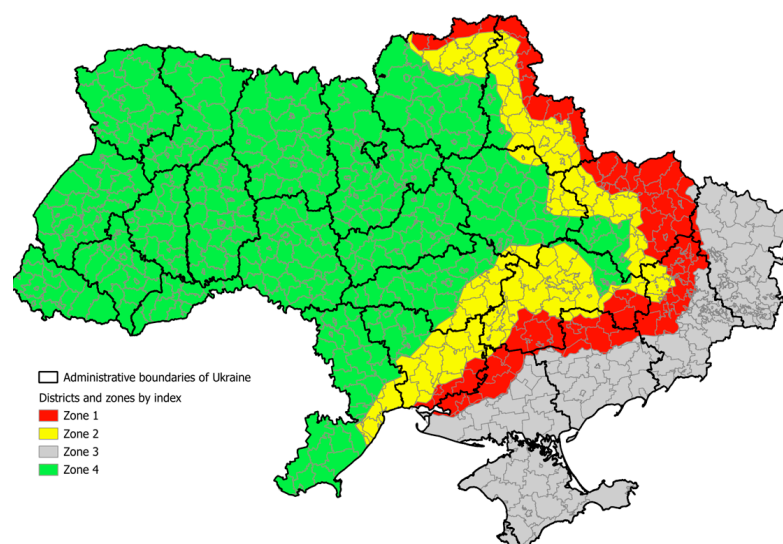 Administrative boundaries of Ukraine
Districts and zones by index
Zone 1
Zone 2
Zone 3
Zone 4